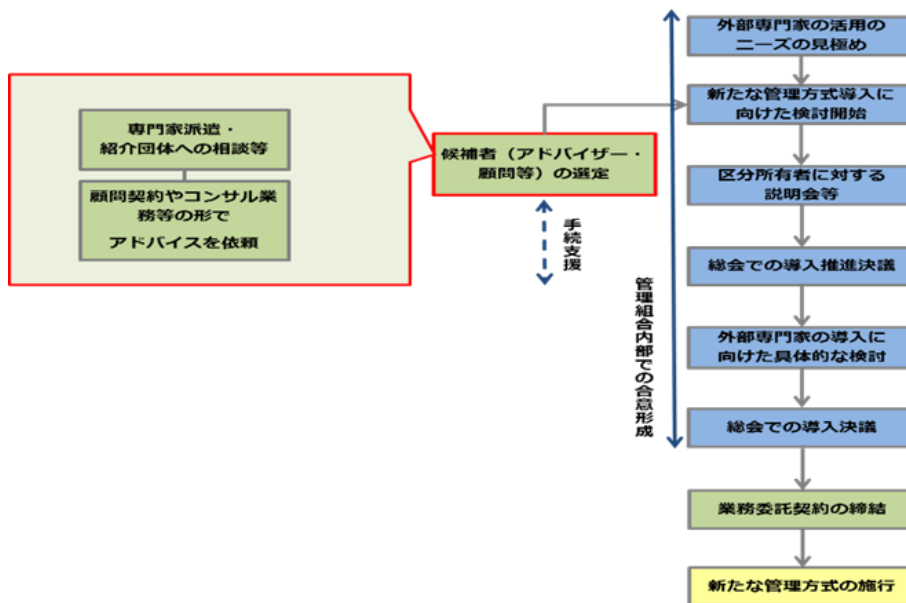 専門家派遣・
紹介団体への相談等
顧問契約やコンサル業
務等の形で
アドバイスを依頼
候補者（アドバイザー・
顧問等）の選定
手続支援
管理組合内部での合意形成
外部専門家の活用の
ニーズの見極め
新たな管理方式導入に
向けた検討開始
区分所有者に対する
説明会等
総会での導入推進決議
外部専門家の導入に
向けた具体的な検討
総会での導入決議
業務委託契約の締結
新たな管理方式の施行